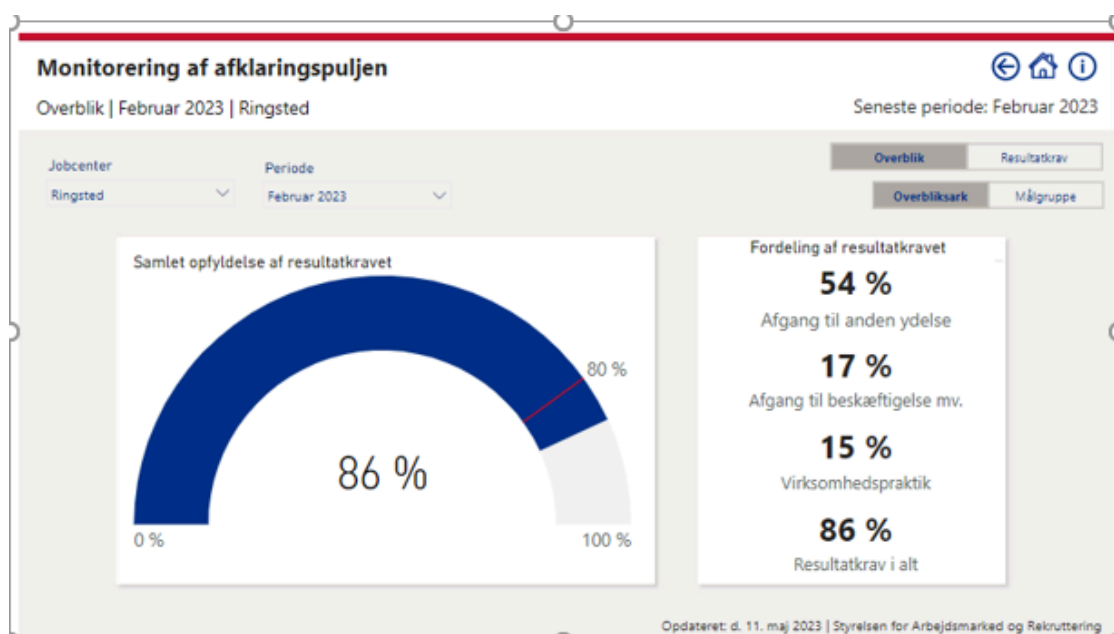 Monitorering af afklaringspuljen
Overblik | Februar 2023 | Ringsted
Seneste periode: Februar 2023
Jobcenter
Ringsted
Periode
Februar 2023
Overblik
Resultatkrav
Overbliksark
Målgruppe
Samlet opfyldelse af resultatkravet
80 %
86 %
0 %
100 %
Fordeling af resultatkravet
54 %
Afgang til anden ydelse
17 %
Afgang til beskæftigelse mv.
15 %
Virksomhedspraktik
86 %
Resultatkrav i alt
Opdateret: d. 11. maj 2023 | Styrelsen for Arbejdsmarked og Rekruttering